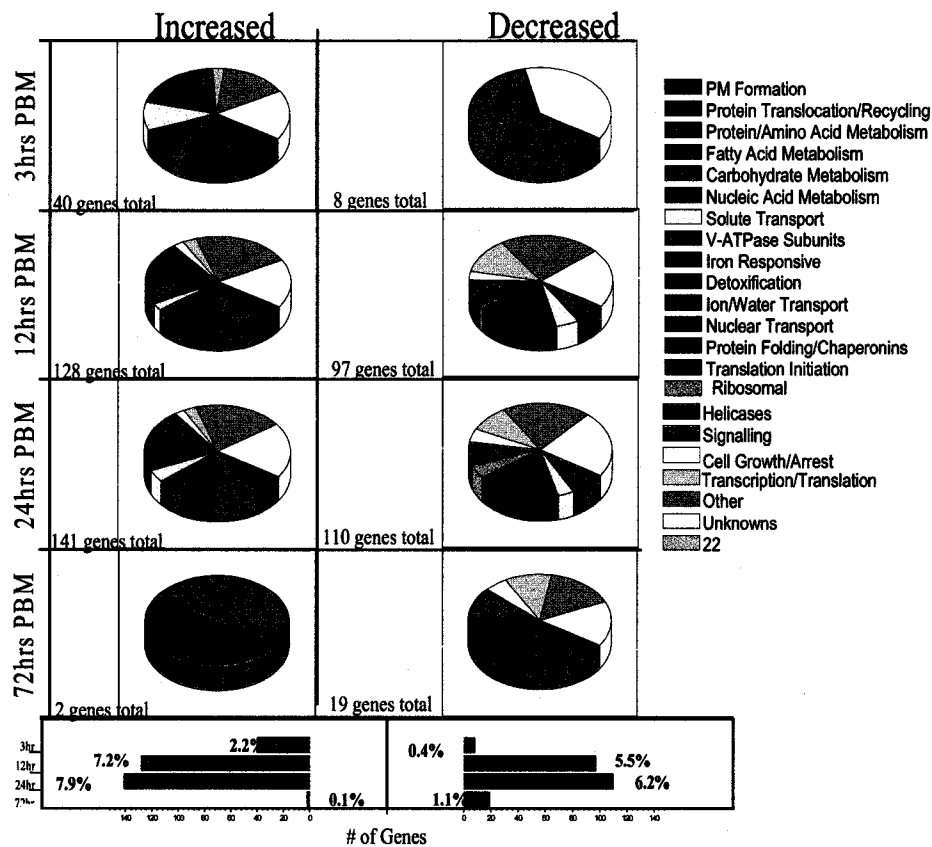 Increased
Decreased
3hrs PBM
40 genes total
8 genes total
12hrs PBM
128 genes total
97 genes total
24hrs PBM
141 genes total
110 genes total
72hrs PBM
2 genes total
19 genes total
PM Formation
Protein Translocation/Recycling
Protein/Amino Acid Metabolism
Fatty Acid Metabolism
Carbohydrate Metabolism
Nucleic Acid Metabolism
Solute Transport
V-ATPase Subunits
Iron Responsive
Detoxification
Ion/Water Transport
Nuclear Transport
Protein Folding/Chaperonins
Translation Initiation
Ribosomal
Helicases
Signalling
Cell Growth/Arrest
Transcription/Translation
Other
Unknowns
22
3hr 2.2% 0.4%
12hr 7.2% 5.5%
24hr 7.9% 6.2%
72hr 0.1% 1.1%
140 120 100 80 60 40 20 0 0 20 40 60 80 100 120 140
# of Genes